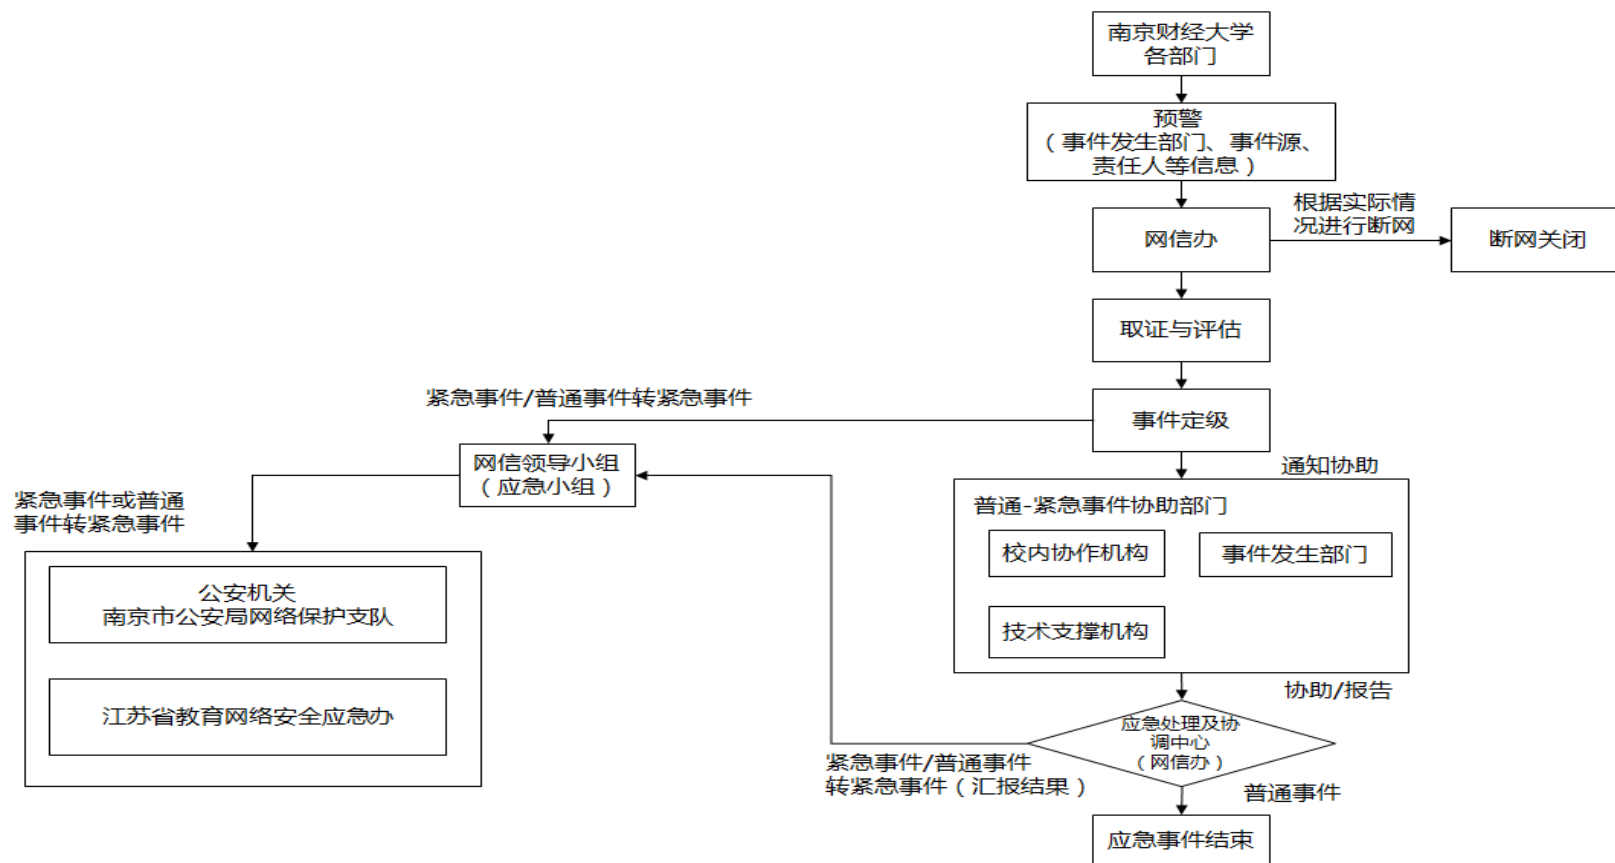 南京财经大学
各部门
预警
（事件发生部门、事件源、
责任人等信息）
网信办
根据实际情
况进行断网
断网关闭
取证与评估
事件定级
紧急事件/普通事件转紧急事件
网信领导小组
（应急小组）
紧急事件或普通
事件转紧急事件
公安机关
南京市公安局网络保护支队
江苏省教育网络安全应急办
通知协助
普通-紧急事件协助部门
校内协作机构
事件发生部门
技术支撑机构
协助/报告
应急处理及协
调中心
（网信办）
紧急事件/普通事件
转紧急事件（汇报结果）
普通事件
应急事件结束